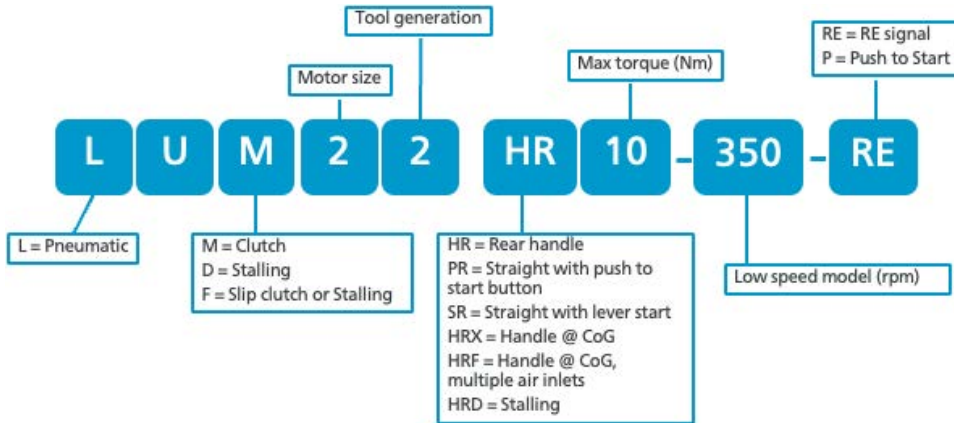 Tool generation
RE = RE signal
P = Push to Start
Motor size
Max torque (Nm)
L U M 2 2 HR 10 - 350 - RE
L = Pneumatic
M = Clutch
D = Stalling
F = Slip clutch or Stalling
HR = Rear handle
PR = Straight with push to
start button
SR = Straight with lever start
HRX = Handle @ CoG
HRF = Handle @ CoG,
multiple air inlets
HRD = Stalling
Low speed model (rpm)